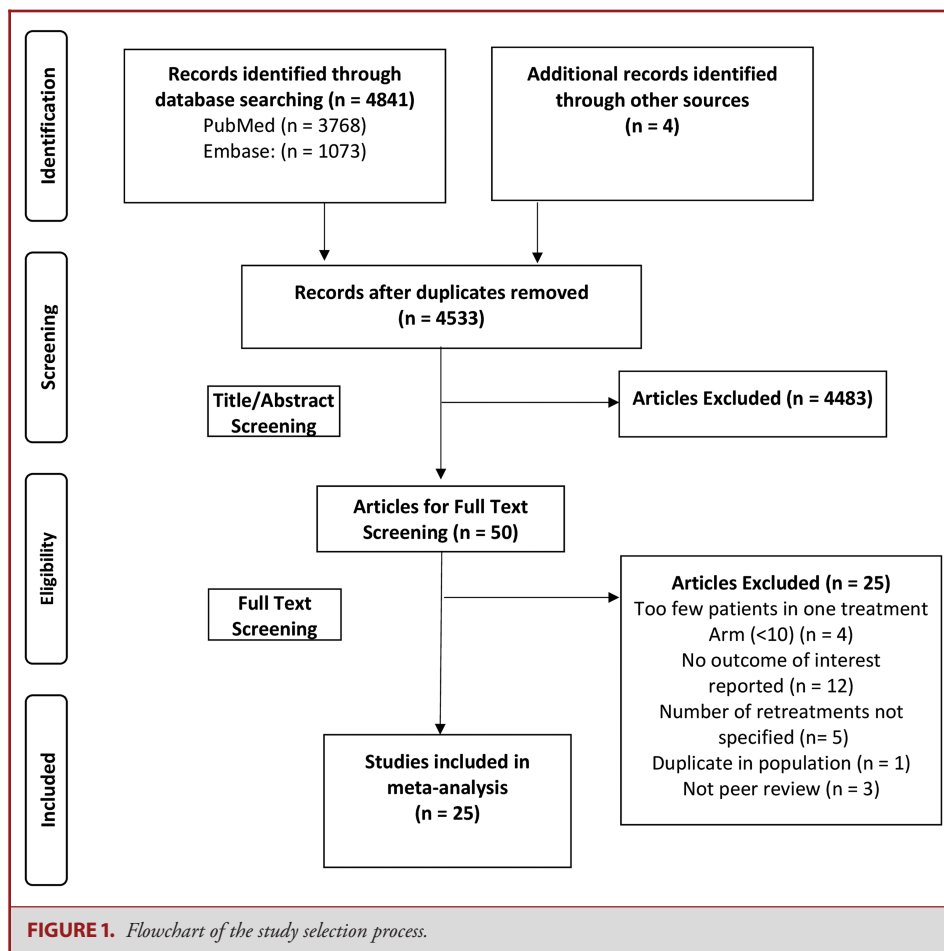 Identification
Records identified through
database searching (n = 4841)
PubMed (n = 3768)
Embase: (n = 1073)
Additional records identified
through other sources
(n = 4)
Screening
Records after duplicates removed
(n = 4533)
Title/Abstract
Screening
Articles Excluded (n = 4483)
Eligibility
Articles for Full Text
Screening (n = 50)
Full Text
Screening
Articles Excluded (n = 25)
Too few patients in one treatment
Arm (<10) (n = 4)
No outcome of interest
reported (n = 12)
Number of retreatments not
specified (n= 5)
Duplicate in population (n = 1)
Not peer review (n = 3)
Included
Studies included in
meta-analysis
(n = 25)
FIGURE 1. Flowchart of the study selection process.